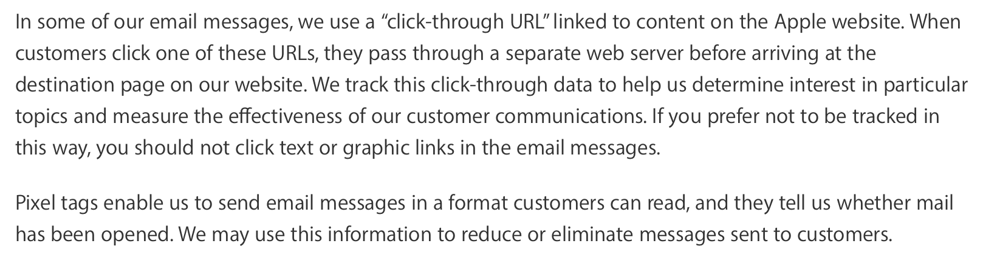 In some of our email messages, we use a “click-through URL” linked to content on the Apple website. When
customers click one of these URLs, they pass through a separate web server before arriving at the
destination page on our website. We track this click-through data to help us determine interest in particular
topics and measure the effectiveness of our customer communications. If you prefer not to be tracked in
this way, you should not click text or graphic links in the email messages.
Pixel tags enable us to send email messages in a format customers can read, and they tell us whether mail
has been opened. We may use this information to reduce or eliminate messages sent to customers.